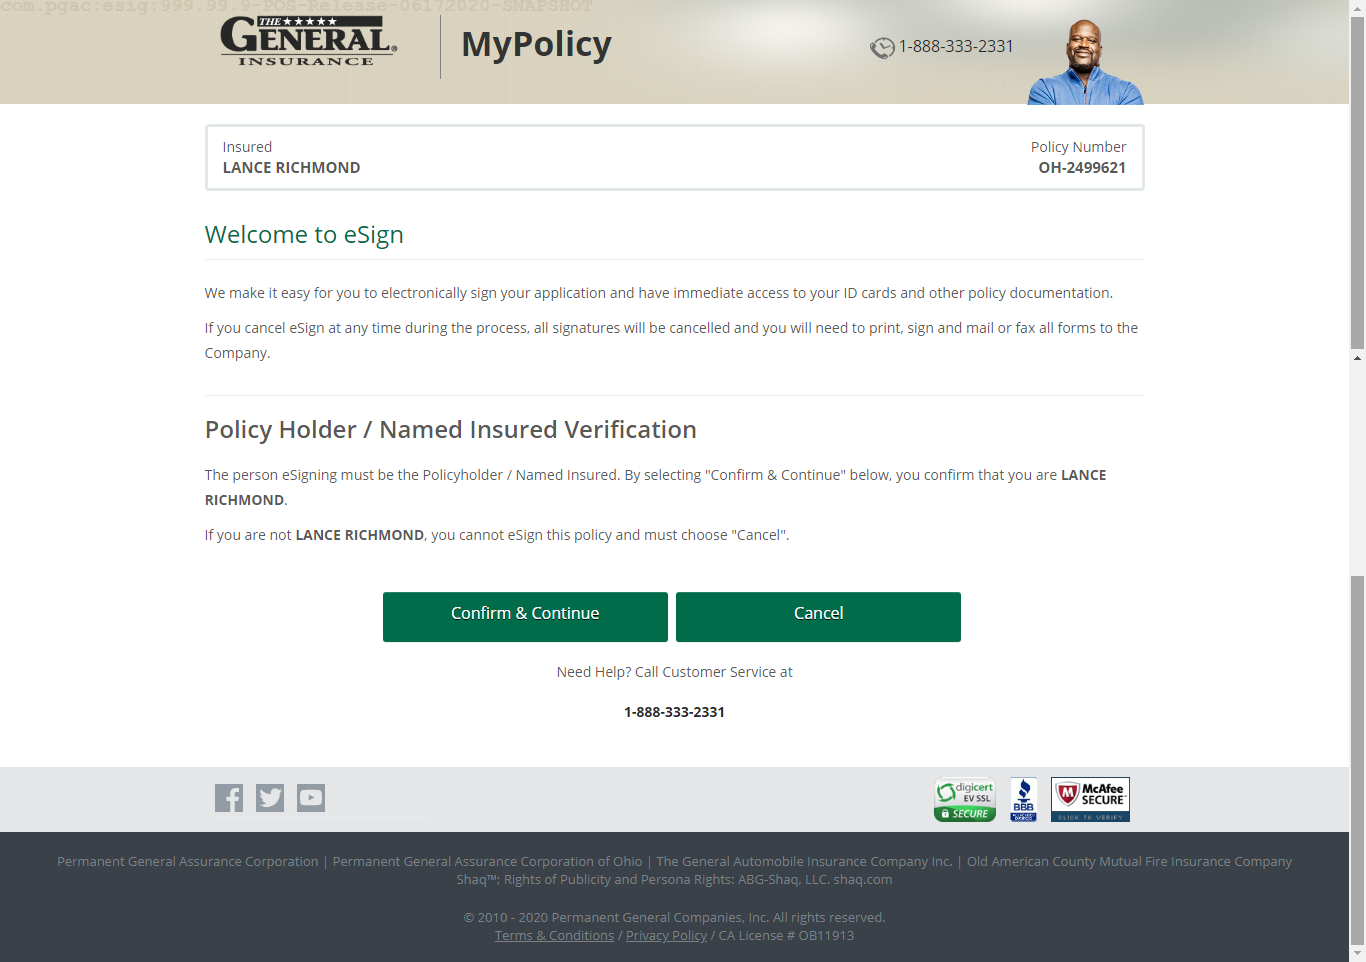 com.pgac:esig:999.99.9-POS-Release-06172020-SNAPSHOT
THE
GENERAL®
INSURANCE
MyPolicy
1-888-333-2331
Insured
Policy Number
LANCE RICHMOND
OH-2499621
Welcome to eSign
We make it easy for you to electronically sign your application and have immediate access to your ID cards and other policy documentation.
If you cancel eSign at any time during the process, all signatures will be cancelled and you will need to print, sign and mail or fax all forms to the
Company.
Policy Holder / Named Insured Verification
The person eSigning must be the Policyholder / Named Insured. By selecting "Confirm & Continue" below, you confirm that you are LANCE
RICHMOND.
If you are not LANCE RICHMOND, you cannot eSign this policy and must choose "Cancel".
Confirm & Continue
Cancel
Need Help? Call Customer Service at
1-888-333-2331
digicert
EV SSL
SECURE
BBB
McAfee
SECURE™
CLICK TO VERIFY
Permanent General Assurance Corporation | Permanent General Assurance Corporation of Ohio | The General Automobile Insurance Company Inc. | Old American County Mutual Fire Insurance Company
Shaq™; Rights of Publicity and Persona Rights: ABG-Shaq, LLC. shaq.com
© 2010 - 2020 Permanent General Companies, Inc. All rights reserved.
Terms & Conditions / Privacy Policy / CA License # OB11913